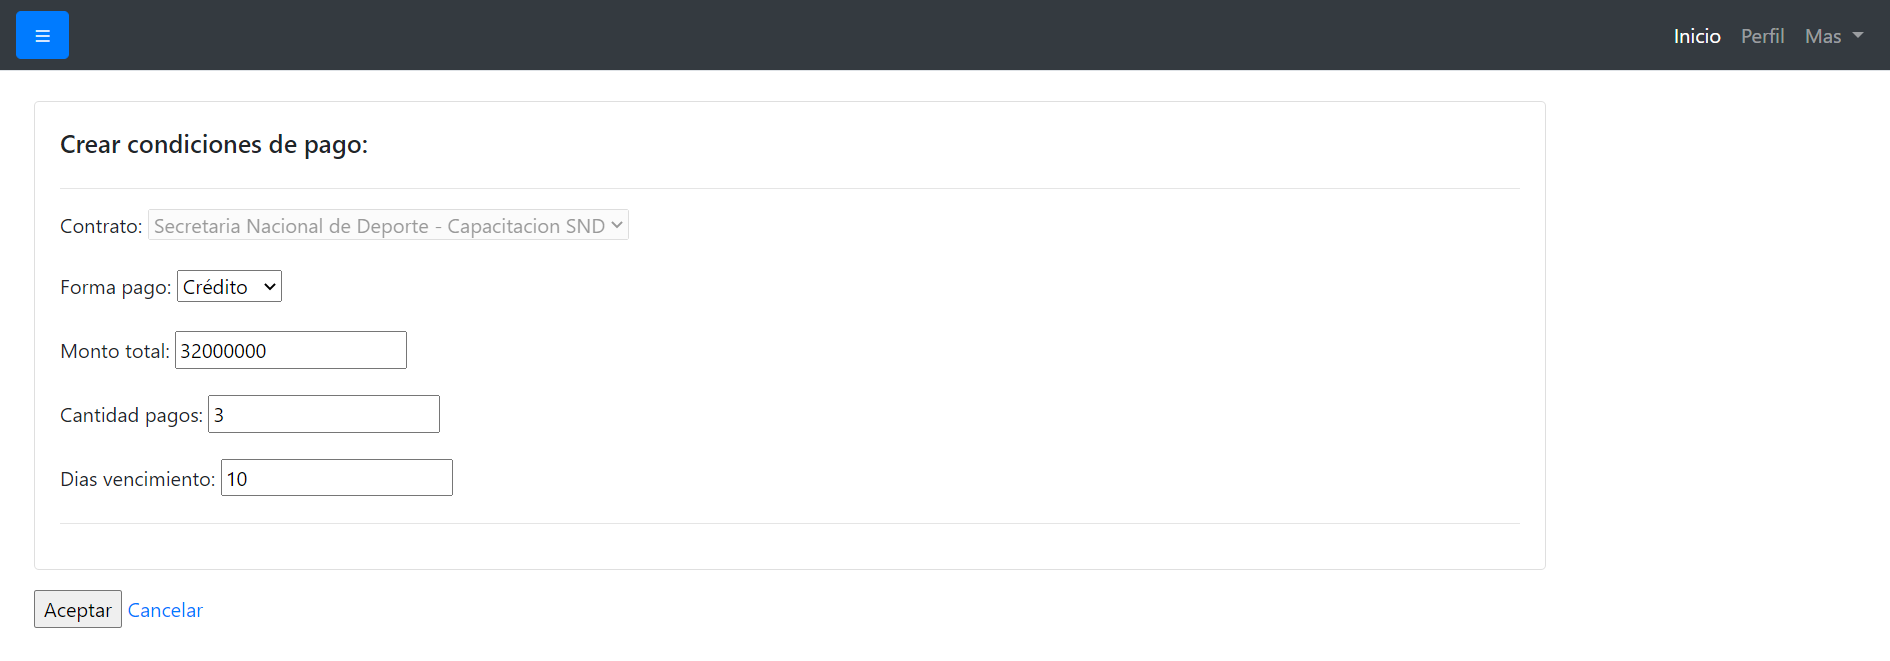 Inicio Perfil Mas
Crear condiciones de pago:
Contrato: Secretaria Nacional de Deporte - Capacitacion SND
Forma pago: Crédito
Monto total: 32000000
Cantidad pagos: 3
Dias vencimiento: 10
Aceptar Cancelar